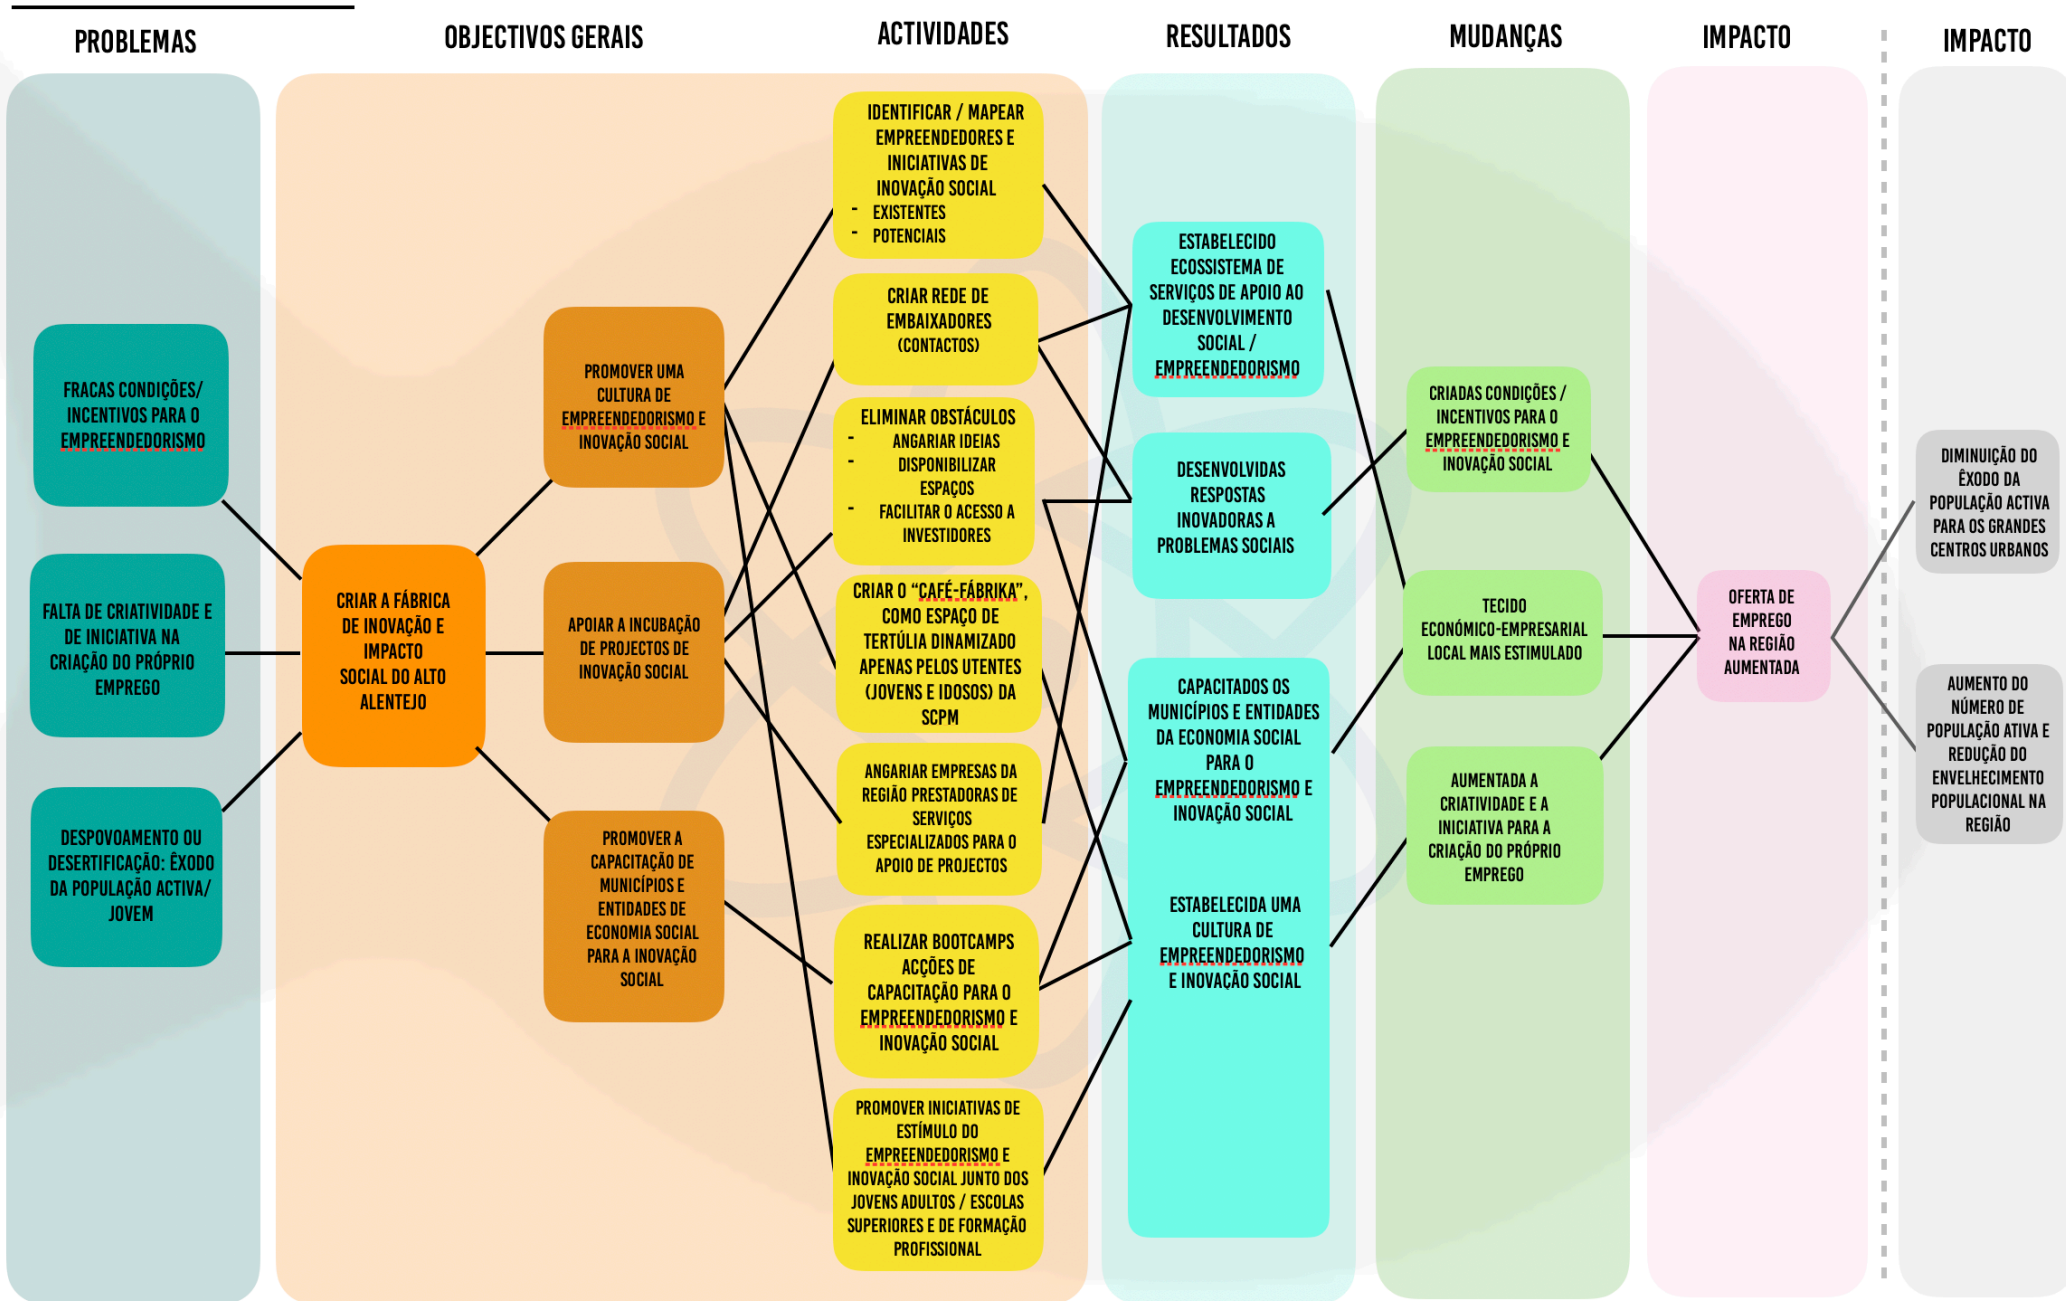 PROBLEMAS
OBJECTIVOS GERAIS
ACTIVIDADES
RESULTADOS
MUDANÇAS
IMPACTO
IMPACTO
FRACAS CONDIÇÕES/
INCENTIVOS PARA O
EMPREENDEDORISMO
FALTA DE CRIATIVIDADE E
DE INICIATIVA NA
CRIAÇÃO DO PRÓPRIO
EMPREGO
DESPOVOAMENTO OU
DESERTIFICAÇÃO: ÊXODO
DA POPULAÇÃO ACTIVA/
JOVEM
CRIAR A FÁBRICA
DE INOVAÇÃO E
IMPACTO
SOCIAL DO ALTO
ALENTEJO
PROMOVER UMA
CULTURA DE
EMPREENDEDORISMO E
INOVAÇÃO SOCIAL
APOIAR A INCUBAÇÃO
DE PROJECTOS DE
INOVAÇÃO SOCIAL
PROMOVER A
CAPACITAÇÃO DE
MUNICÍPIOS E
ENTIDADES DE
ECONOMIA SOCIAL
PARA A INOVAÇÃO
SOCIAL
IDENTIFICAR / MAPEAR
EMPREENDEDORES E
INICIATIVAS DE
INOVAÇÃO SOCIAL
- EXISTENTES
- POTENCIAIS
CRIAR REDE DE
EMBAIXADORES
(CONTACTOS)
ELIMINAR OBSTÁCULOS
- ANGARIAR IDEIAS
- DISPONIBILIZAR
ESPAÇOS
- FACILITAR O ACESSO A
INVESTIDORES
CRIAR O “CAFÉ-FÁBRIKA”,
COMO ESPAÇO DE
TERTÚLIA DINAMIZADO
APENAS PELOS UTENTES
(JOVENS E IDOSOS) DA
SCPM
ANGARIAR EMPRESAS DA
REGIÃO PRESTADORAS DE
SERVIÇOS
ESPECIALIZADOS PARA O
APOIO DE PROJECTOS
REALIZAR BOOTCAMPS
ACÇÕES DE
CAPACITAÇÃO PARA O
EMPREENDEDORISMO E
INOVAÇÃO SOCIAL
PROMOVER INICIATIVAS DE
ESTÍMULO DO
EMPREENDEDORISMO E
INOVAÇÃO SOCIAL JUNTO DOS
JOVENS ADULTOS / ESCOLAS
SUPERIORES E DE FORMAÇÃO
PROFISSIONAL
ESTABELECIDO
ECOSSISTEMA DE
SERVIÇOS DE APOIO AO
DESENVOLVIMENTO
SOCIAL /
EMPREENDEDORISMO
DESENVOLVIDAS
RESPOSTAS
INOVADORAS A
PROBLEMAS SOCIAIS
CAPACITADOS OS
MUNICÍPIOS E ENTIDADES
DA ECONOMIA SOCIAL
PARA O
EMPREENDEDORISMO E
INOVAÇÃO SOCIAL
ESTABELECIDA UMA
CULTURA DE
EMPREENDEDORISMO
E INOVAÇÃO SOCIAL
CRIADAS CONDIÇÕES /
INCENTIVOS PARA O
EMPREENDEDORISMO E
INOVAÇÃO SOCIAL
TECIDO
ECONÓMICO-EMPRESARIAL
LOCAL MAIS ESTIMULADO
AUMENTADA A
CRIATIVIDADE E A
INICIATIVA PARA A
CRIAÇÃO DO PRÓPRIO
EMPREGO
OFERTA DE
EMPREGO
NA REGIÃO
AUMENTADA
DIMINUIÇÃO DO
ÊXODO DA
POPULAÇÃO ACTIVA
PARA OS GRANDES
CENTROS URBANOS
AUMENTO DO
NÚMERO DE
POPULAÇÃO ATIVA E
REDUÇÃO DO
ENVELHECIMENTO
POPULACIONAL NA
REGIÃO